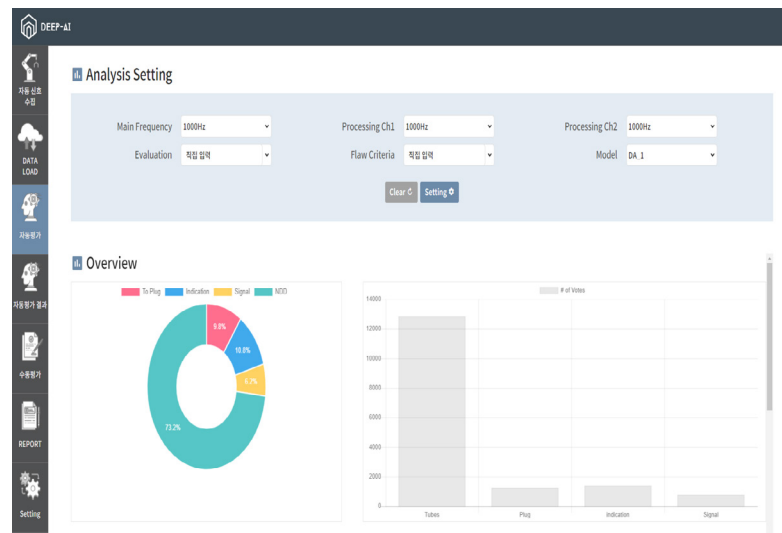 DEEP-AI
자동 신호
수집
DATA
LOAD
자동평가
자동평가 결과
수동평가
REPORT
Setting
Analysis Setting
Main Frequency 1000Hz Processing Ch1 1000Hz Processing Ch2 1000Hz
Evaluation 직접 입력 Flaw Criteria 직접 입력 Model DA_1
Clear Setting
Overview
To Plug Indication Signal NDD
9.8%
10.8%
73.2%
# of Votes
14000
12000
10000
8000
6000
4000
2000
0
Tubes Plug Indication Signal